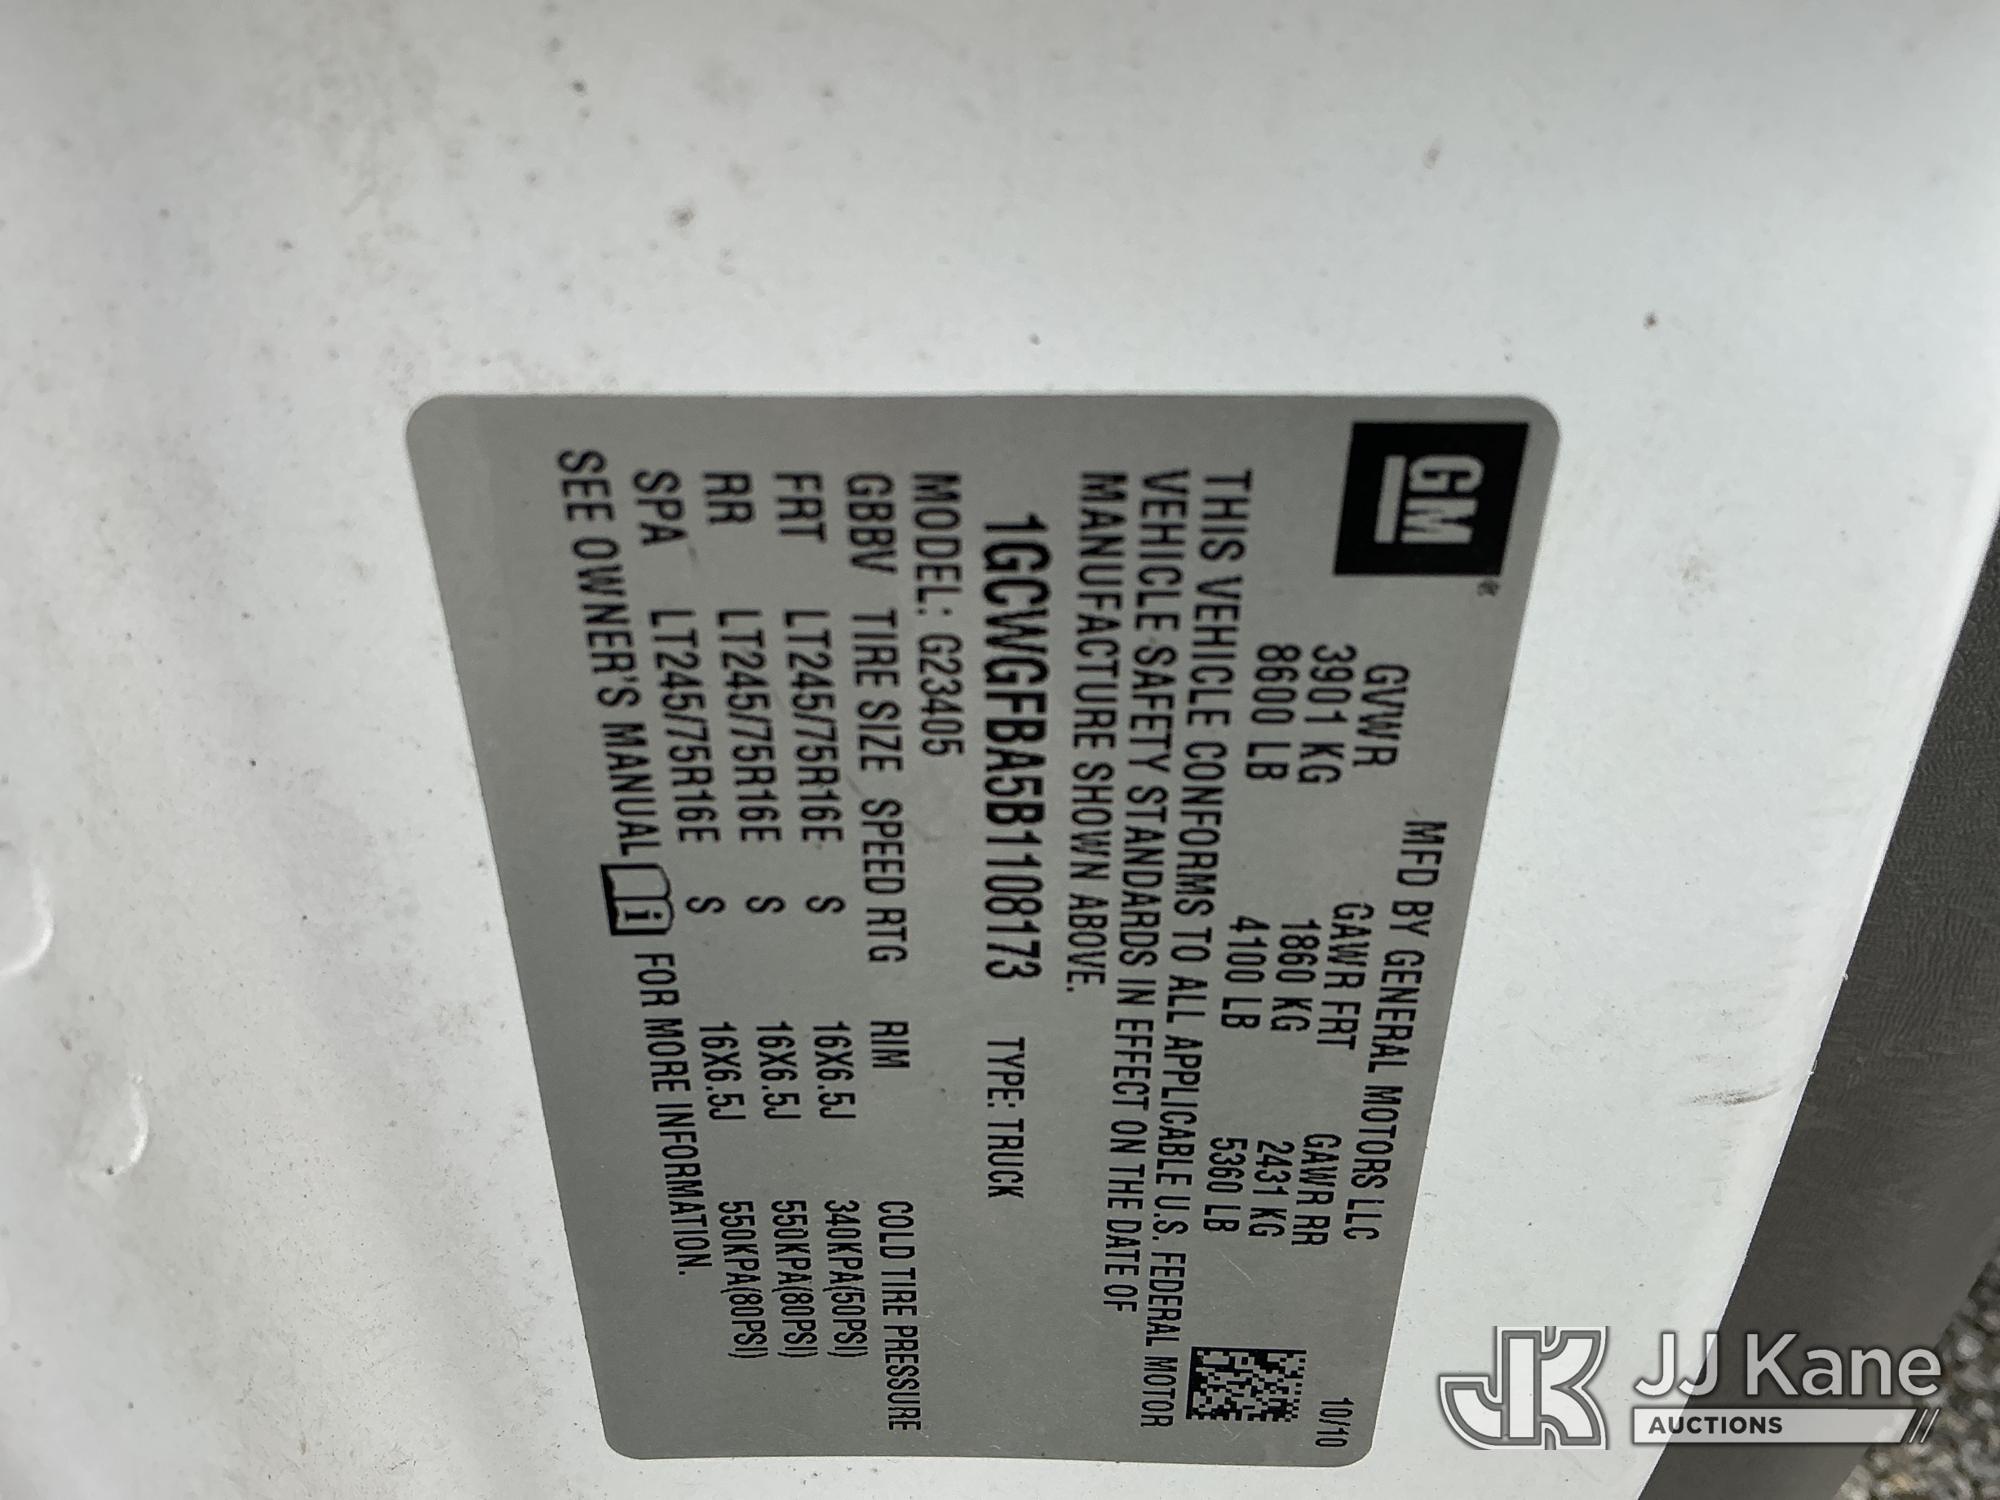 GM
MFD BY GENERAL MOTORS LLC
10/10
GVWR GAWR FRT GAWR RR
3901 KG 1860 KG 2431 KG
8600 LB 4100 LB 5360 LB
THIS VEHICLE CONFORMS TO ALL APPLICABLE U.S. FEDERAL MOTOR
VEHICLE SAFETY STANDARDS IN EFFECT ON THE DATE OF
MANUFACTURE SHOWN ABOVE.
1GCWGFBA5B1108173 TYPE: TRUCK
MODEL: G23405
GBBV TIRE SIZE SPEED RTG RIM COLD TIRE PRESSURE
FRT LT245/75R16E S 16X6.5J 340KPA(50PSI)
RR LT245/75R16E S 16X6.5J 550KPA(80PSI)
SPA LT245/75R16E S 16X6.5J 550KPA(80PSI)
SEE OWNER'S MANUAL i FOR MORE INFORMATION.
JK JJ Kane
AUCTIONS